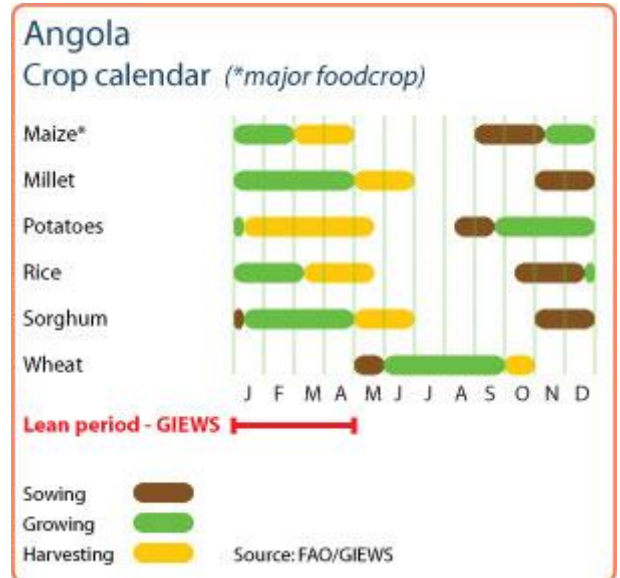 Angola
Crop calendar (*major foodcrop)
Maize*
Millet
Potatoes
Rice
Sorghum
Wheat
J F M A M J J A S O N D
Lean period - GIEWS
Sowing
Growing
Harvesting Source: FAO/GIEWS